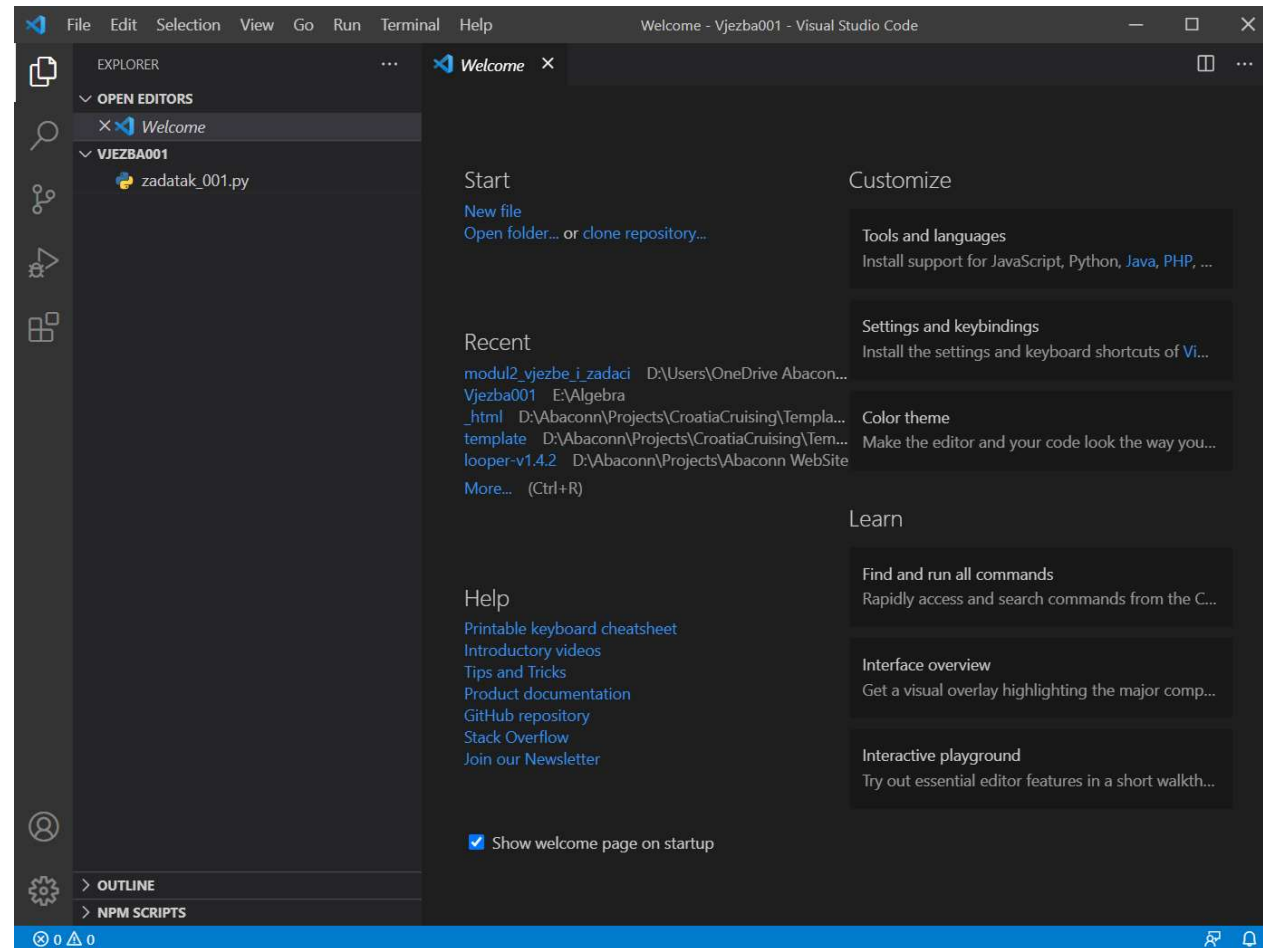 File Edit Selection View Go Run Terminal Help Welcome - Vjezba001 - Visual Studio Code
EXPLORER
Welcome
OPEN EDITORS
Welcome
VJEZBA001
zadatak_001.py
Start
New file
Open folder... or clone repository...
Recent
modul2_vjezbe_i_zadaci D:\Users\OneDrive Abacon...
Vjezba001 E:\Algebra
_html D:\Abaconn\Projects\CroatiaCruising\Templa...
template D:\Abaconn\Projects\CroatiaCruising\Tem...
looper-v1.4.2 D:\Abaconn\Projects\Abaconn WebSite
More... (Ctrl+R)
Help
Printable keyboard cheatsheet
Introductory videos
Tips and Tricks
Product documentation
GitHub repository
Stack Overflow
Join our Newsletter
Show welcome page on startup
Customize
Tools and languages
Install support for JavaScript, Python, Java, PHP, ...
Settings and keybindings
Install the settings and keyboard shortcuts of Vi...
Color theme
Make the editor and your code look the way you...
Learn
Find and run all commands
Rapidly access and search commands from the C...
Interface overview
Get a visual overlay highlighting the major comp...
Interactive playground
Try out essential editor features in a short walkth...
OUTLINE
NPM SCRIPTS
0 0